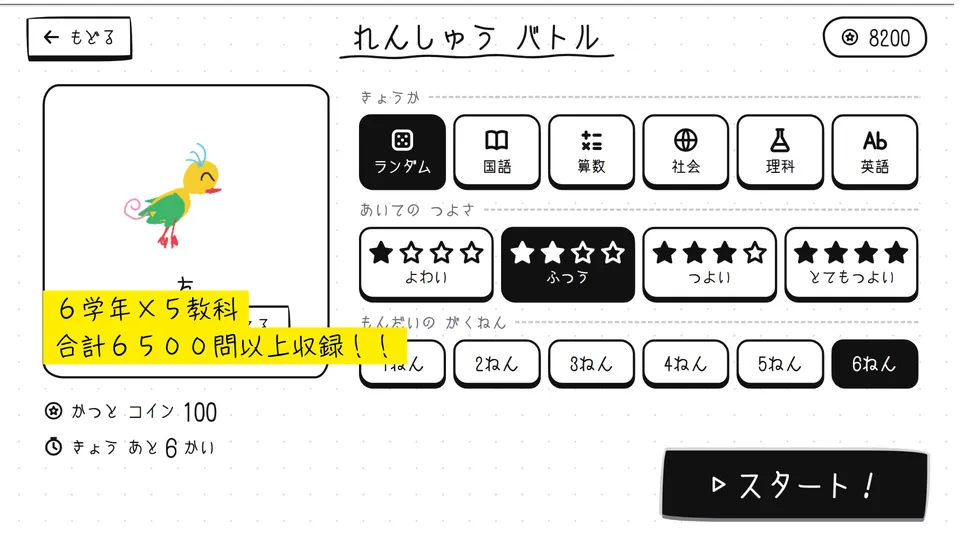 もどる
れんしゅう バトル
8200
きょうか
ランダム
国語
算数
社会
理科
Ab
英語
あいての つよさ
よわい
ふつう
つよい
とてもつよい
もんだいの がくねん
1ねん
2ねん
3ねん
4ねん
5ねん
6ねん
６学年×５教科
合計６５００問以上収録！！
かつと コイン 100
きょう あと 6 かい
スタート！